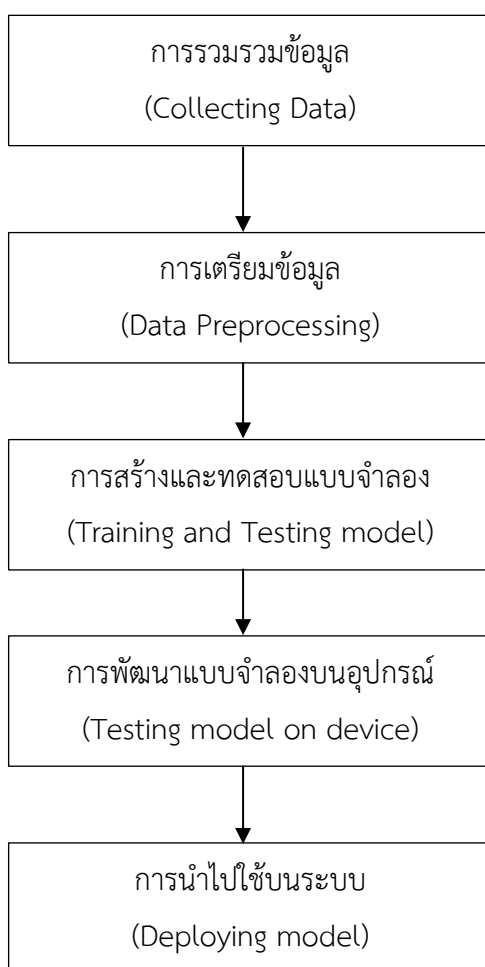 การรวมรวมข้อมูล
(Collecting Data)
การเตรียมข้อมูล
(Data Preprocessing)
การสร้างและทดสอบแบบจำลอง
(Training and Testing model)
การพัฒนาแบบจำลองบนอุปกรณ์
(Testing model on device)
การนำไปใช้บนระบบ
(Deploying model)